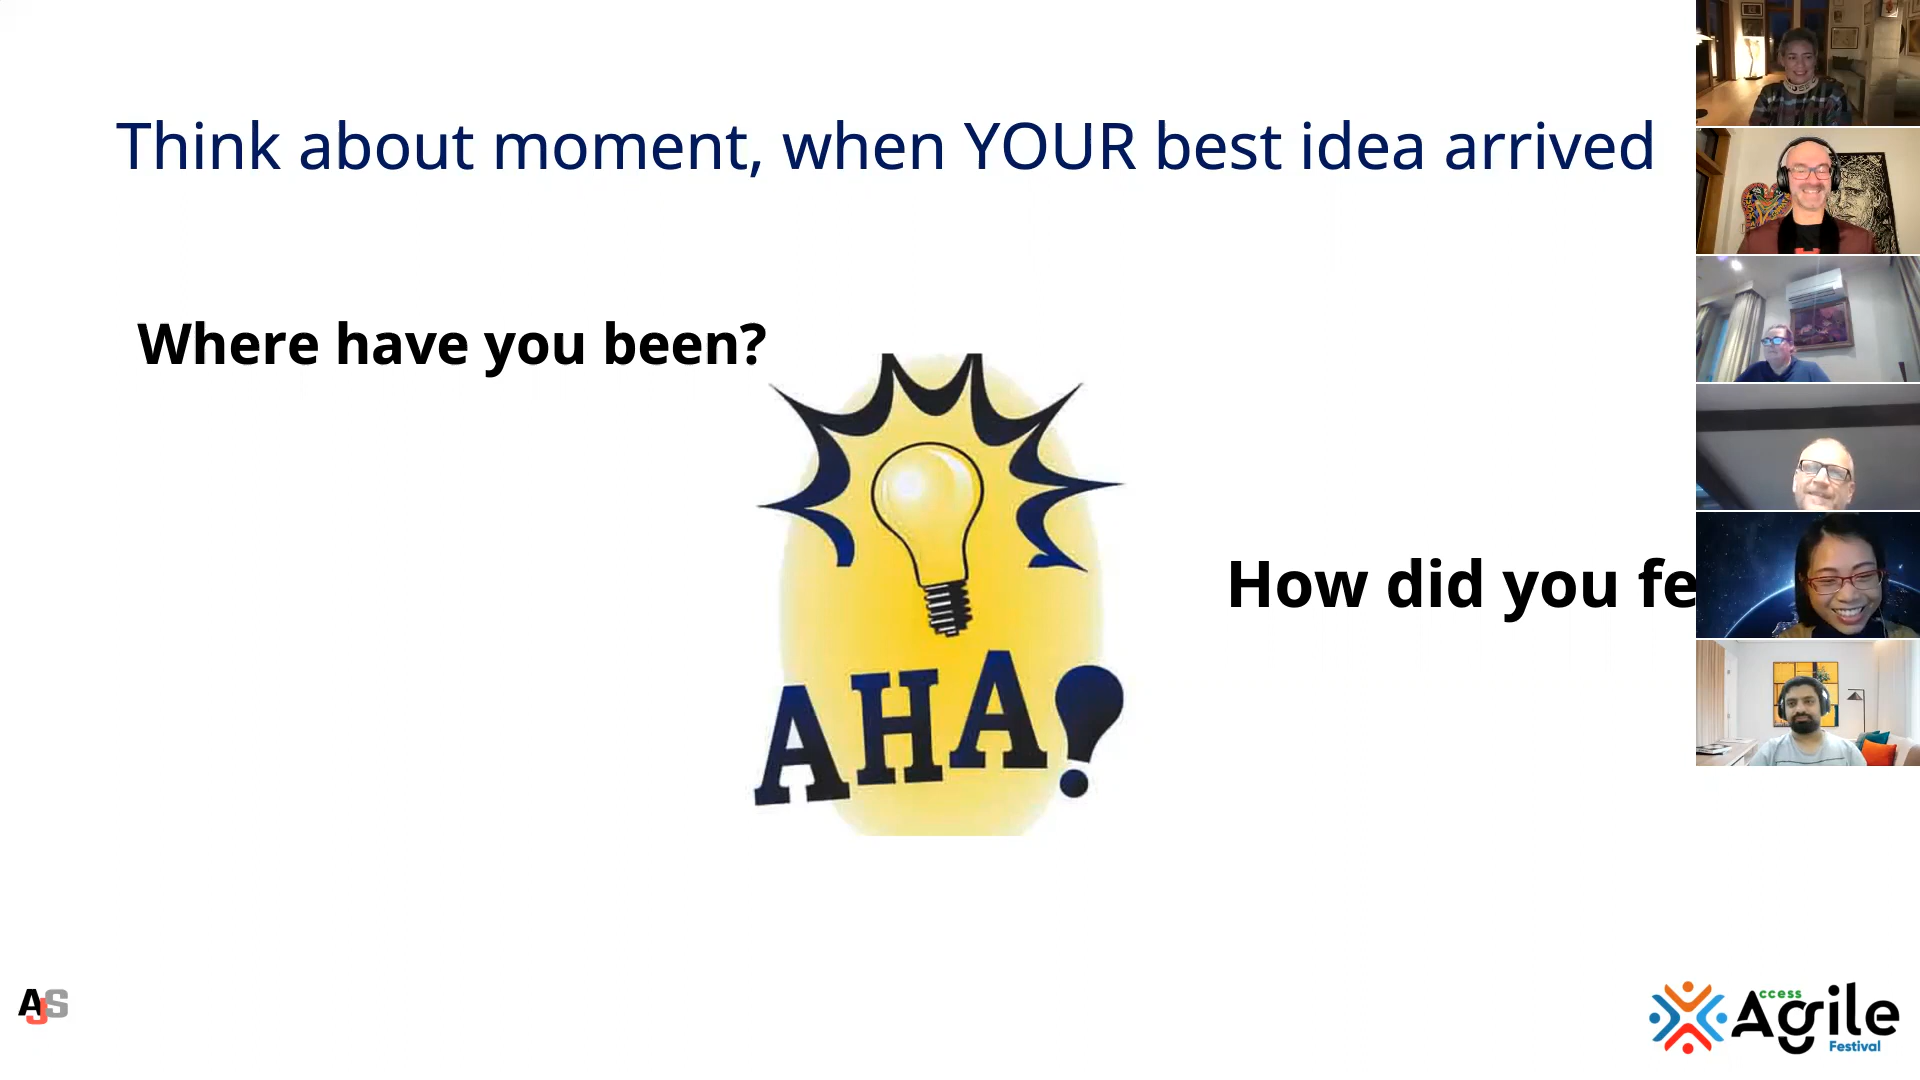 Think about moment, when YOUR best idea arrived
Where have you been?
How did you fe
AHA!
AJS
Access
Agile
Festival